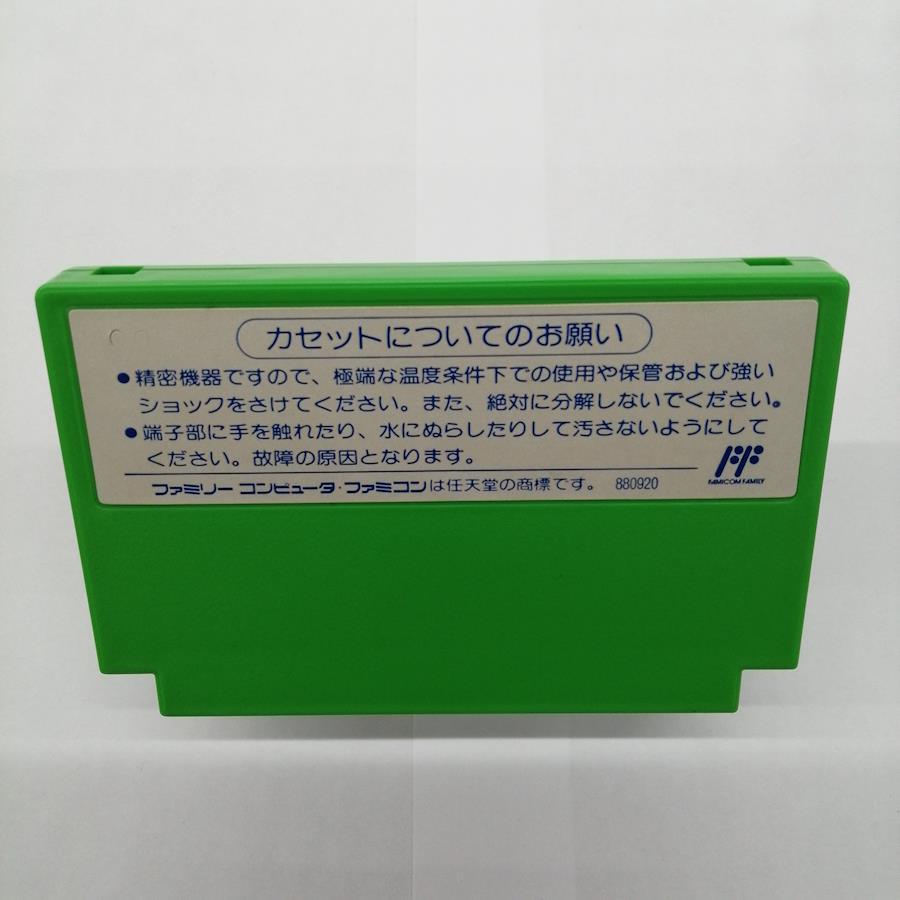 カセットについてのお願い
●精密機器ですので、極端な温度条件下での使用や保管および強い
ショックをさけてください。また、絶対に分解しないでください。
●端子部に手を触れたり、水にぬらしたりして汚さないようにして
ください。故障の原因となります。
FAMICOM FAMILY
ファミリー コンピュータ・ファミコンは任天堂の商標です。 880920